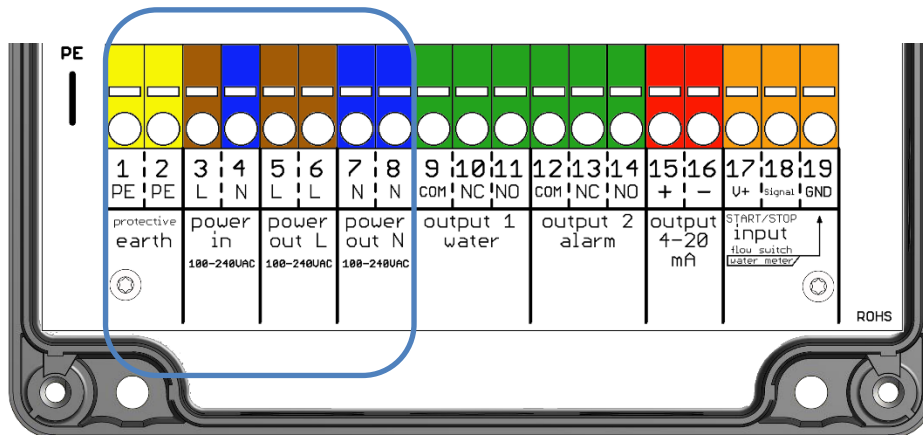 PE
1 2 3 4 5 6 7 8 9 10 11 12 13 14 15 16 17 18 19
PE PE L N L L N N COM NC NO COM NC NO + - V+ Signal GND
protective earth
power in
100-240VAC
power out L
100-240VAC
power out N
100-240VAC
output 1
water
output 2
alarm
output
4-20
mA
START/STOP
input
flow switch
water meter
ROHS